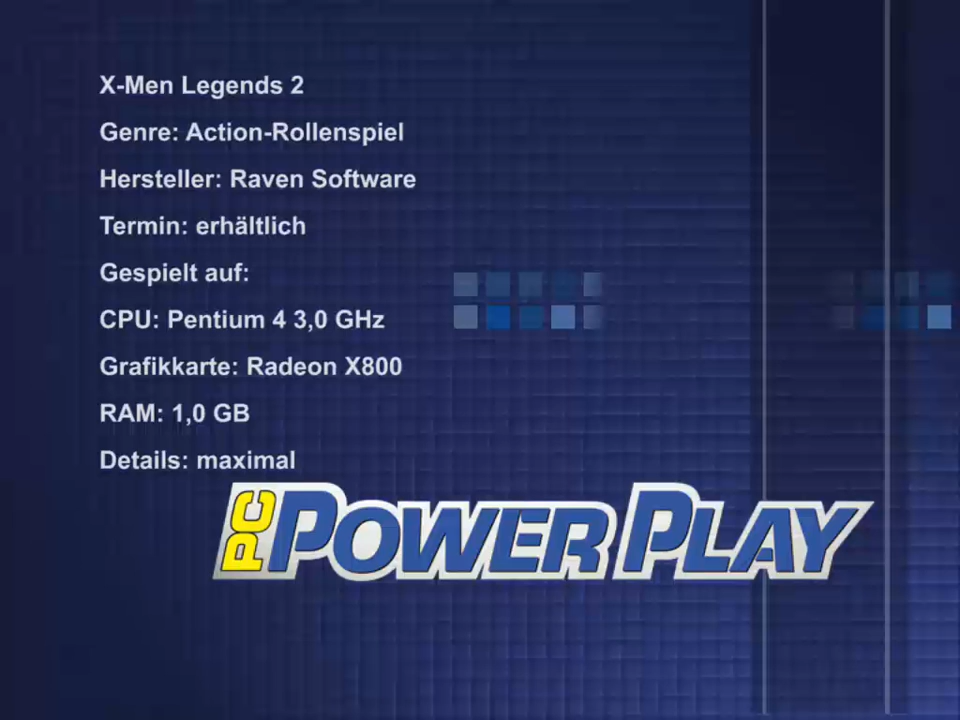 X-Men Legends 2
Genre: Action-Rollenspiel
Hersteller: Raven Software
Termin: erhältlich
Gespielt auf:
CPU: Pentium 4 3,0 GHz
Grafikkarte: Radeon X800
RAM: 1,0 GB
Details: maximal
PC POWER PLAY